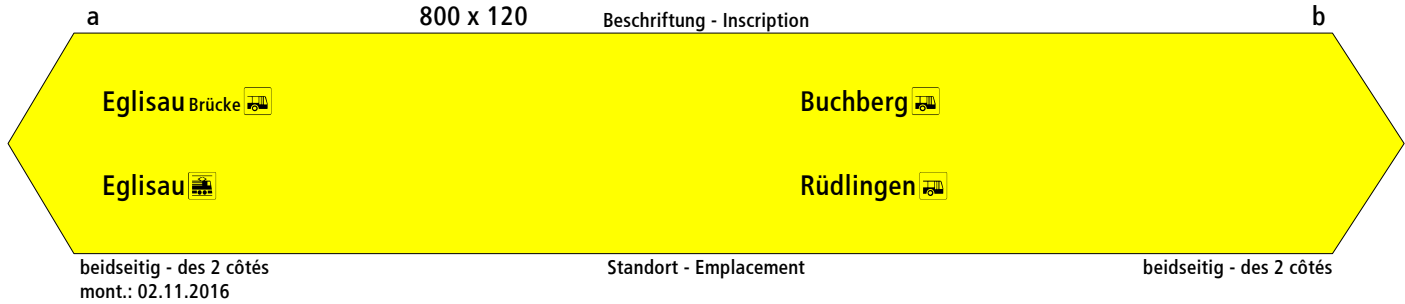 a 800 x 120 Beschriftung - Inscription b
Eglisau Brücke Buchberg
Eglisau Rüdlingen
beidseitig - des 2 côtés Standort - Emplacement beidseitig - des 2 côtés
mont.: 02.11.2016